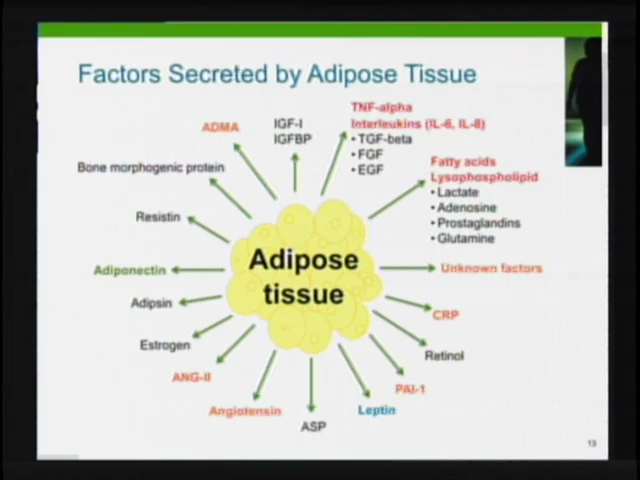 Factors Secreted by Adipose Tissue
TNF-alpha
Interleukins (IL-6, IL-8)
• TGF-beta
• FGF
• EGF
IGF-I
IGFBP
ADMA
Bone morphogenic protein
Fatty acids
Lysophospholipid
• Lactate
• Adenosine
• Prostaglandins
• Glutamine
Resistin
Adipose
tissue
Adiponectin
Unknown factors
Adipsin
CRP
Estrogen
Retinol
ANG-II
PAI-1
Angiotensin
Leptin
ASP
13